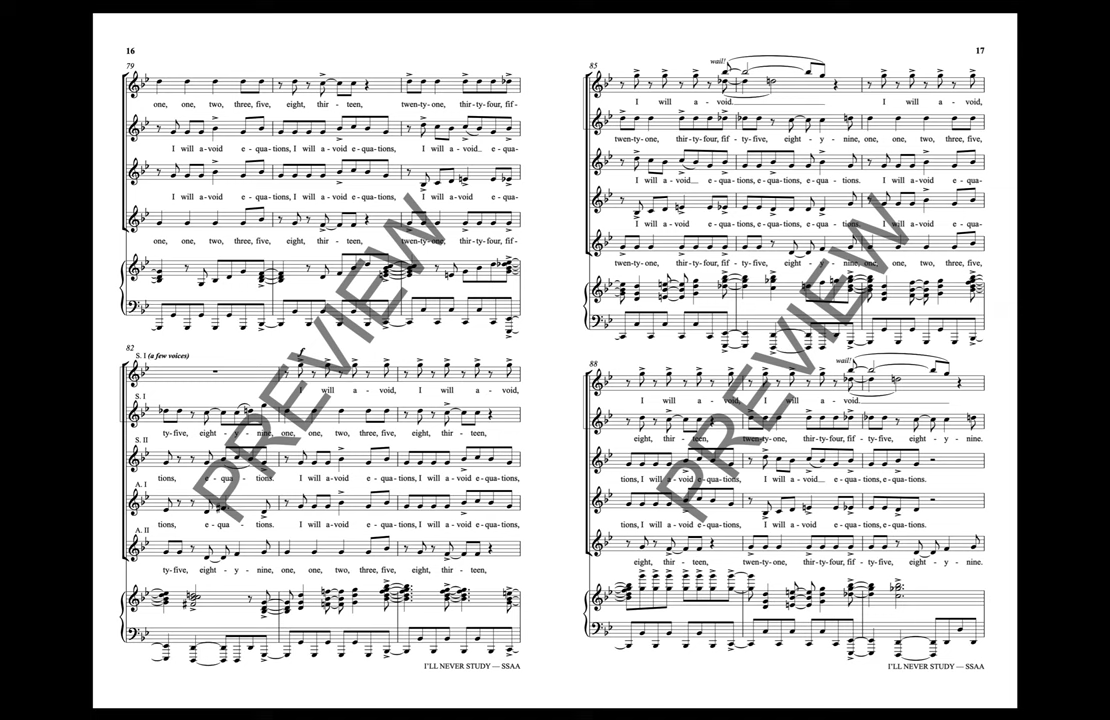 16
79
one, one, two, three, five, eight, thir - teen, twen-ty-one, thir-ty-four, fif-
I will a-void e - qua-tions, I will a-void e-qua-tions, I will a-void e - qua-
I will a-void e - qua-tions, I will a-void e-qua-tions, I will a-void e - qua-
one, one, two, three, five, eight, thir - teen, twen-ty-one, thir-ty-four, fif-
82
S. I (a few voices)
f
I will a - void, I will a - void,
S. I
ty-five, eight - y - nine, one, one, two, three, five, eight, thir - teen,
S. II
tions, e - qua - tions. I will a-void e - qua-tions, I will a-void e-qua-tions,
A. I
tions, e - qua - tions. I will a-void e - qua-tions, I will a-void e-qua-tions,
A. II
ty-five, eight - y - nine, one, one, two, three, five, eight, thir - teen,
I'LL NEVER STUDY — SSAA
PREVIEW
17
85
wail!
I will a - void. I will a - void,
twen-ty-one, thir-ty-four, fif-ty-five, eight - y - nine, one, one, two, three, five,
I will a-void e - qua-tions, e-qua-tions, e-qua-tions. I will a-void e-qua-
I will a-void e - qua-tions, e-qua-tions, e-qua-tions. I will a-void e-qua-
twen-ty-one, thir-ty-four, fif-ty-five, eight - y - nine, one, one, two, three, five,
88
wail!
I will a - void, I will a - void.
eight, thir - teen, twen-ty-one, thir-ty-four, fif-ty-five, eight - y - nine.
tions, I will a-void e-qua-tions, I will a-void e - qua-tions, e-qua-tions.
tions, I will a-void e-qua-tions, I will a-void e - qua-tions, e-qua-tions.
eight, thir - teen, twen-ty-one, thir-ty-four, fif-ty-five, eight - y - nine.
I'LL NEVER STUDY — SSAA
PREVIEW